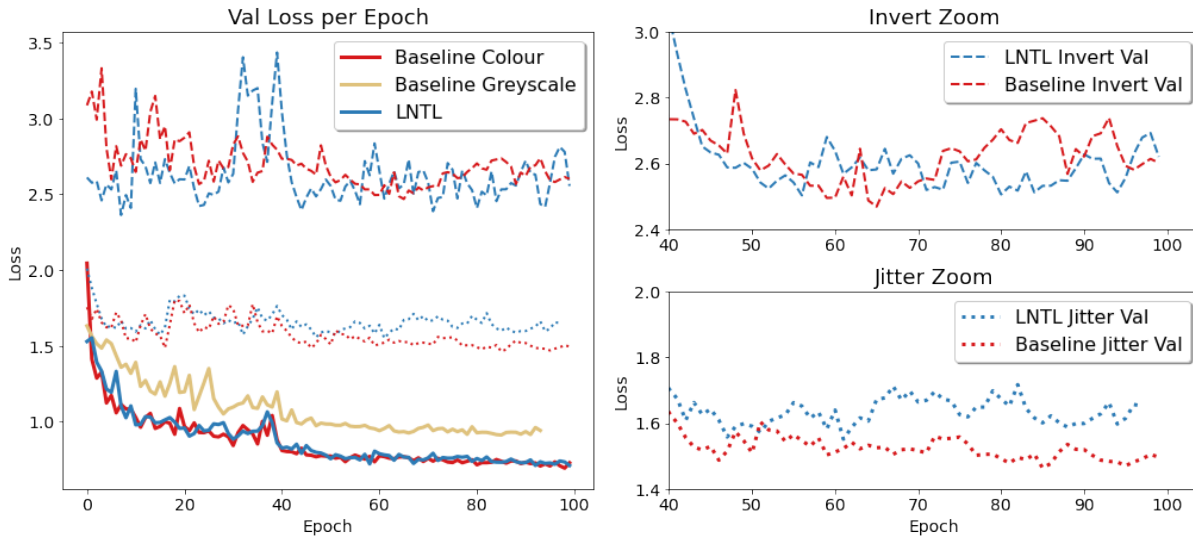 Val Loss per Epoch
3.5
3.0
2.5
2.0
1.5
1.0
Loss
0
20
40
60
80
100
Epoch
Baseline Colour
Baseline Greyscale
LNTL
Invert Zoom
3.0
2.8
2.6
2.4
Loss
40
50
60
70
80
90
100
LNTL Invert Val
Baseline Invert Val
Jitter Zoom
2.0
1.8
1.6
1.4
Loss
40
50
60
70
80
90
100
Epoch
LNTL Jitter Val
Baseline Jitter Val